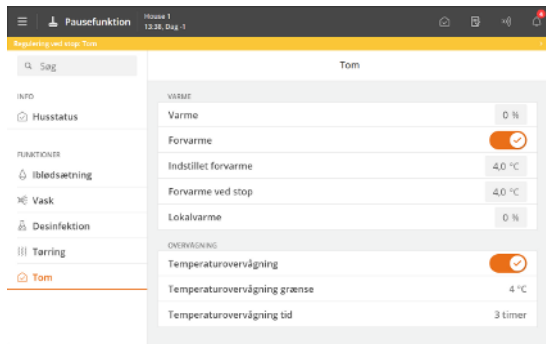 Pausefunktion
House 1
13:38, Dag -1
4
Regulering ved stop: Tom
Søg
INFO
Husstatus
FUNKTIONER
Iblødsætning
Vask
Desinfektion
Tørring
Tom
Tom
VARME
Varme 0 %
Forvarme
Indstillet forvarme 4,0 °C
Forvarme ved stop 4,0 °C
Lokalvarme 0 %
OVERVÅGNING
Temperaturovervågning
Temperaturovervågning grænse 4 °C
Temperaturovervågning tid 3 timer